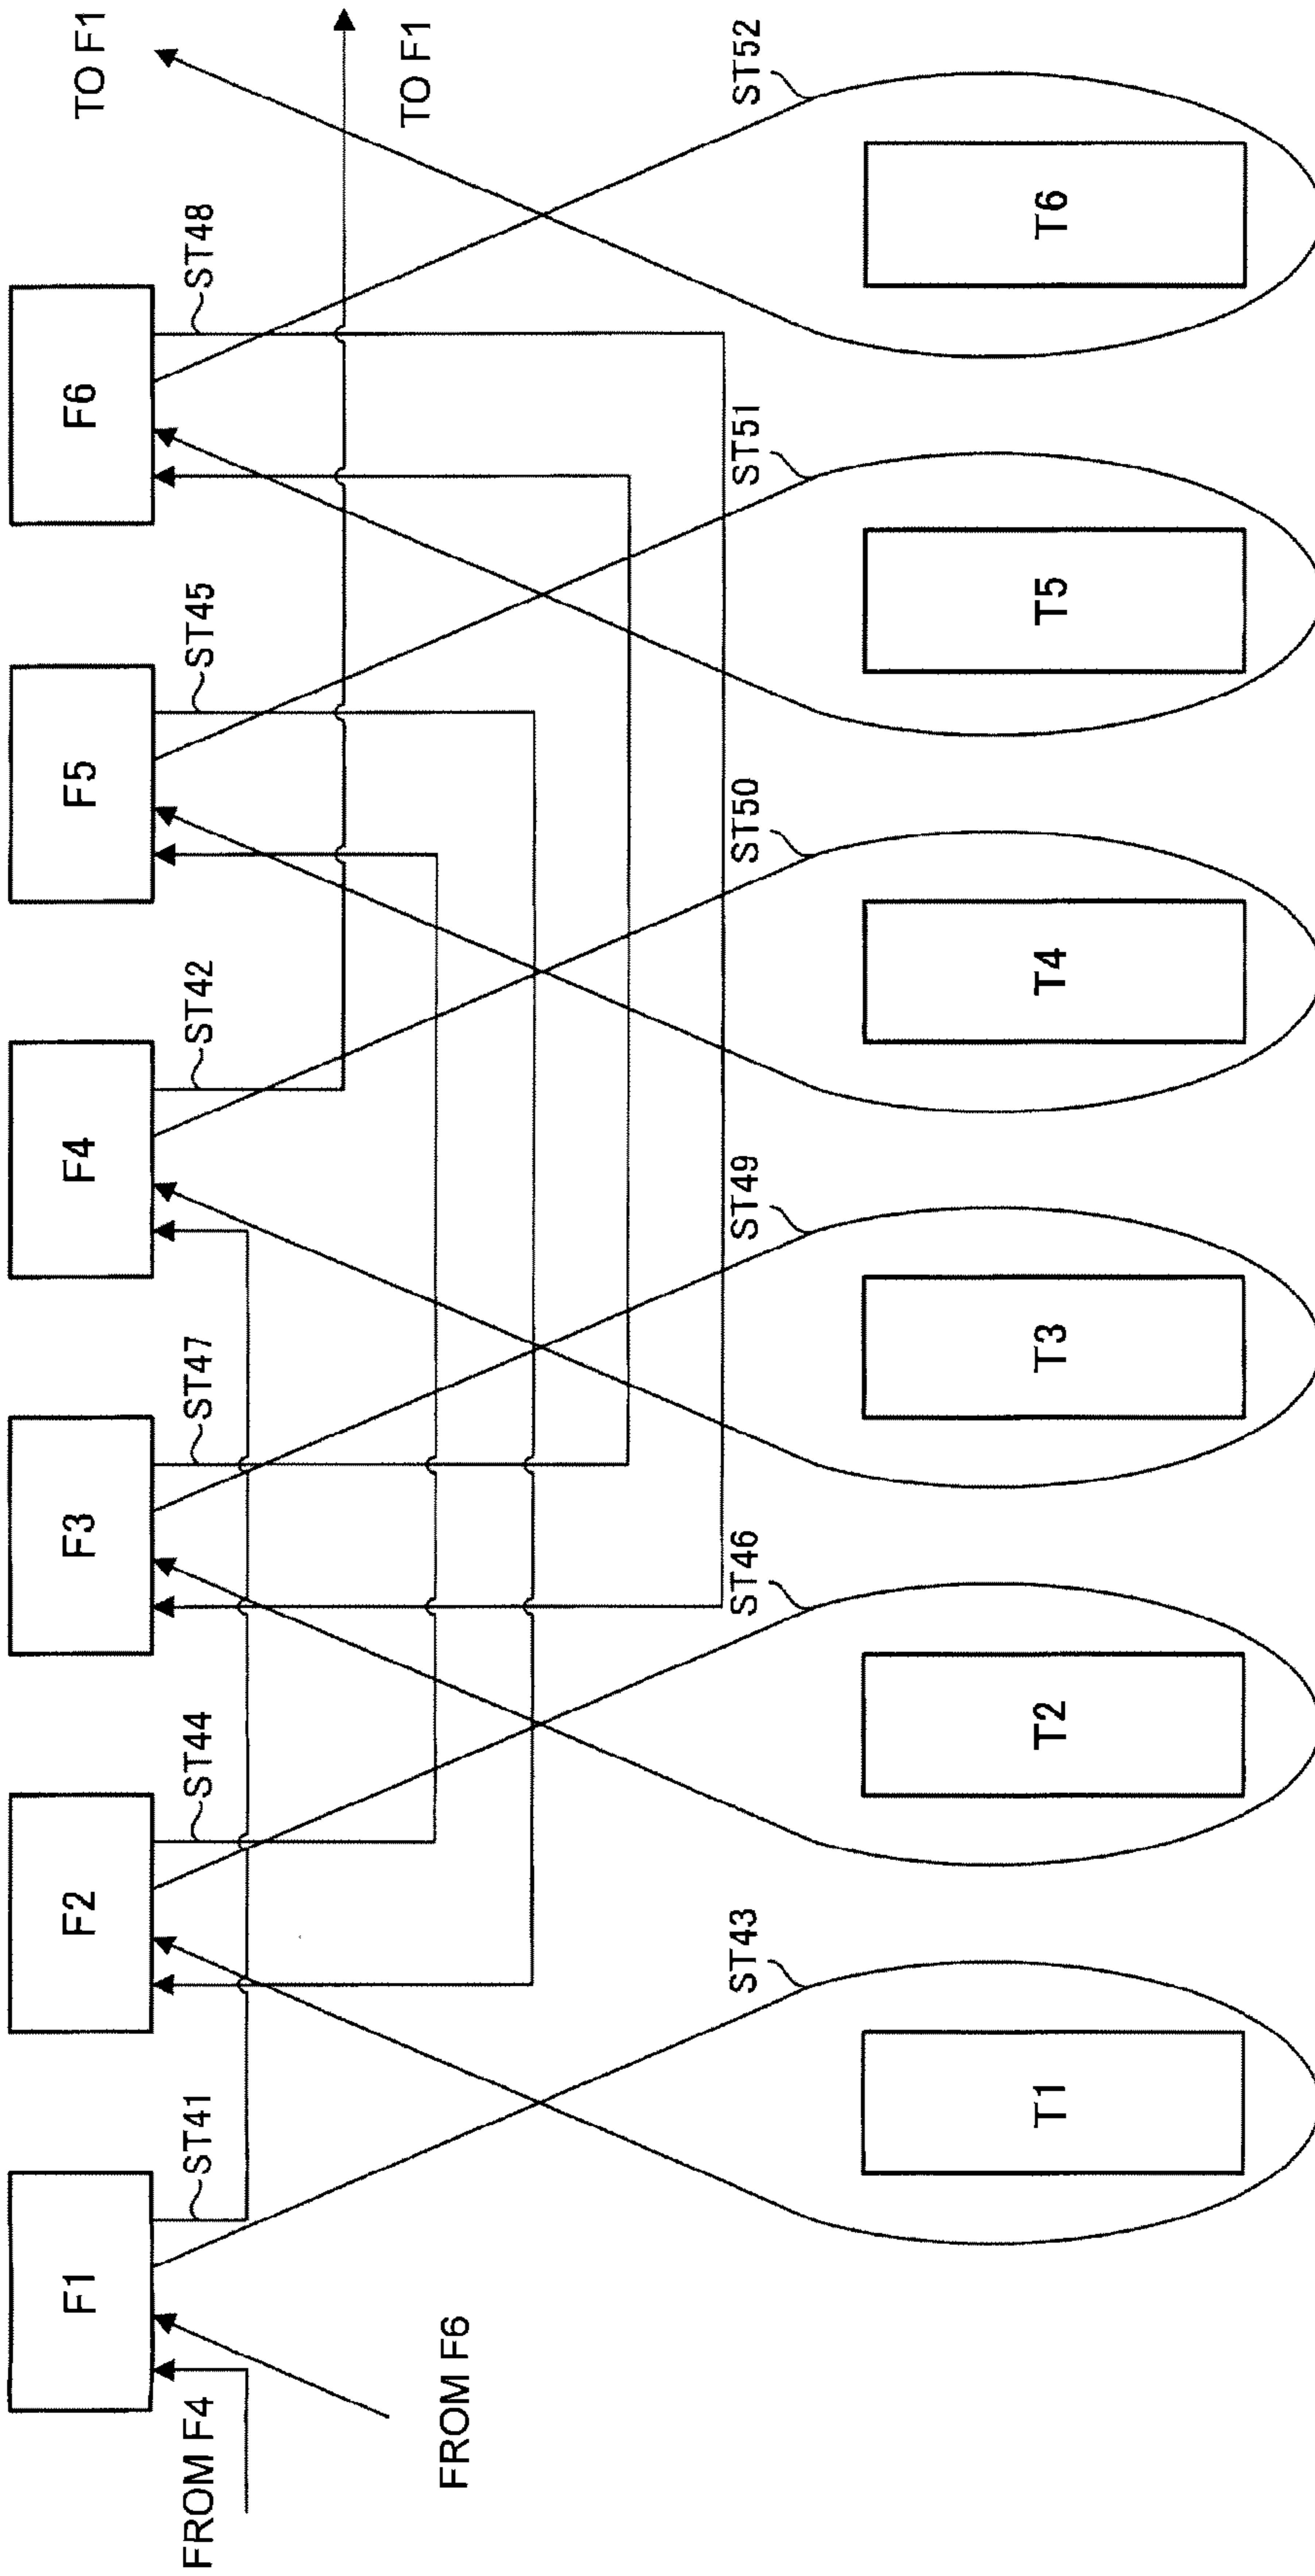 F1
F2
F3
F4
F5
F6
TO F1
ST41
ST44
ST47
ST42
ST45
ST48
TO F1
FROM F4
FROM F6
ST43
ST46
ST49
ST50
ST51
ST52
T1
T2
T3
T4
T5
T6